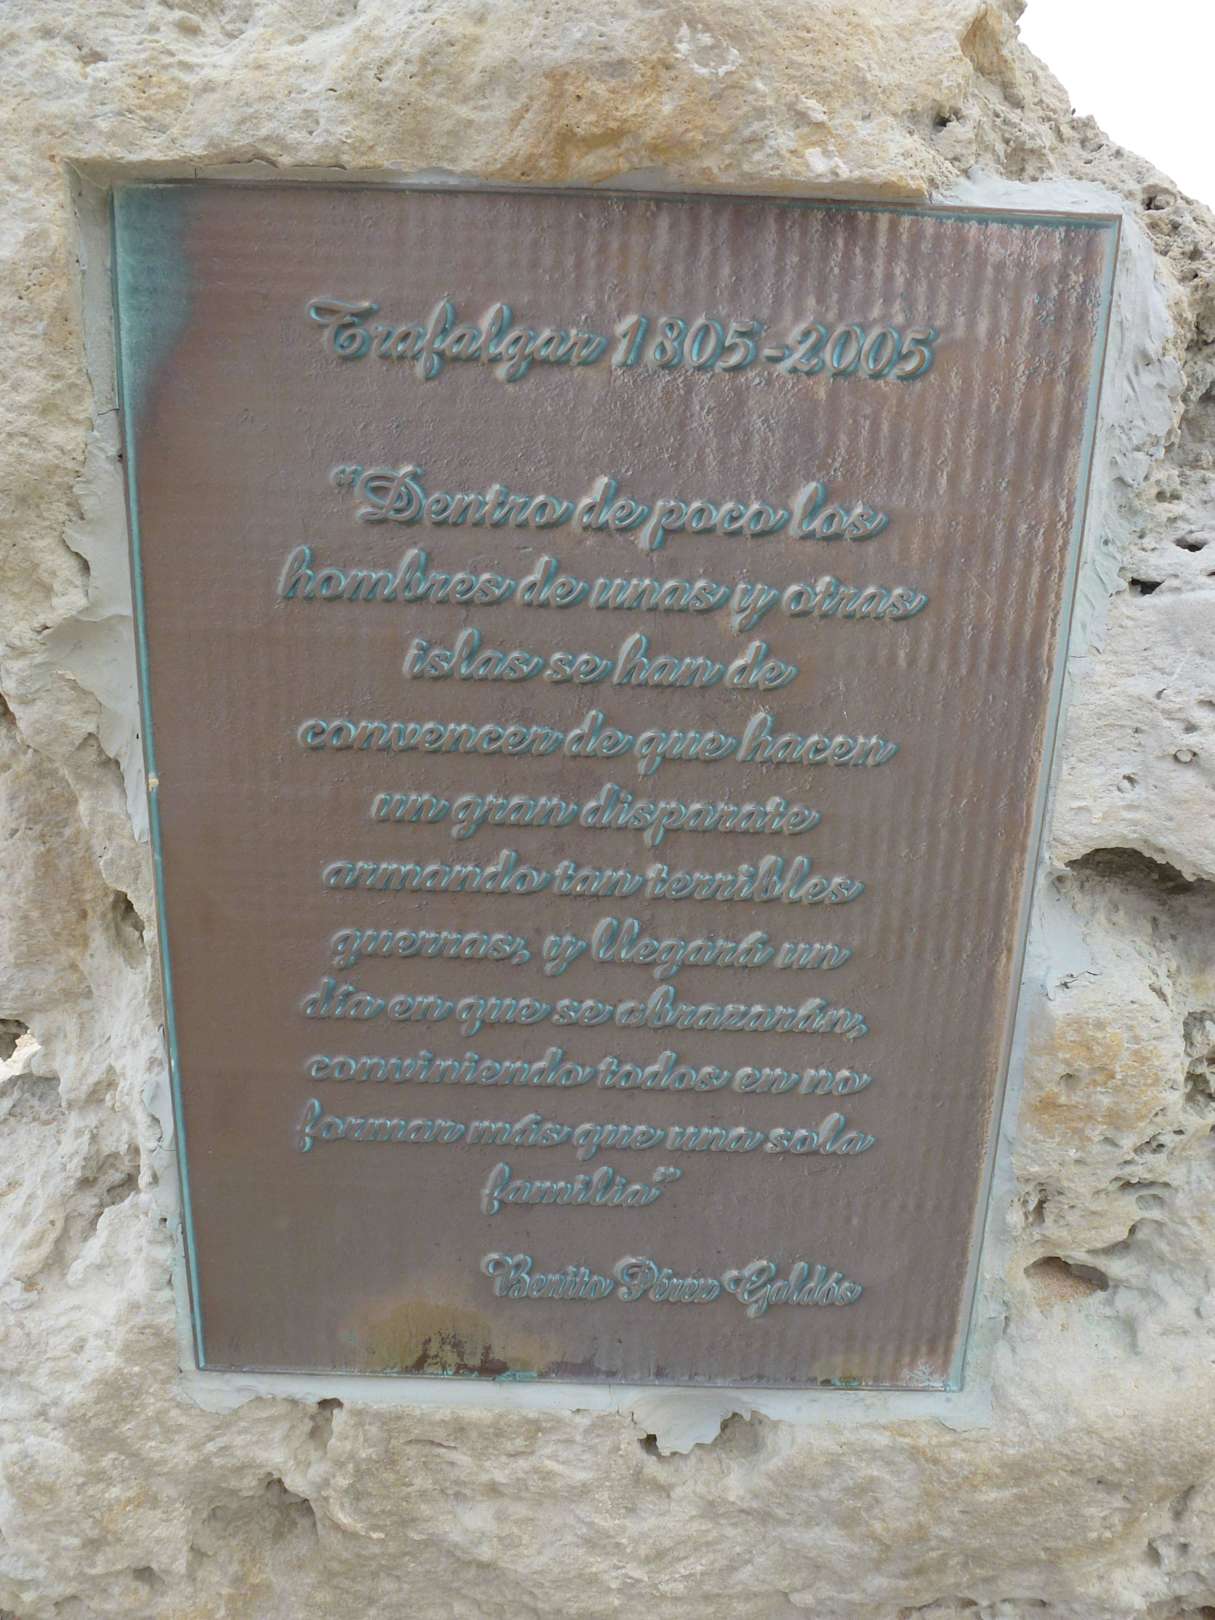 Trafalgar 1805-2005
"Dentro de poco los
hombres de unas y otras
islas se han de
convencer de que hacen
un gran disparate
armando tan terribles
guerras, y llegará un
día en que se abrazarán,
conviniendo todos en no
formar más que una sola
familia"
Benito Pérez Galdós